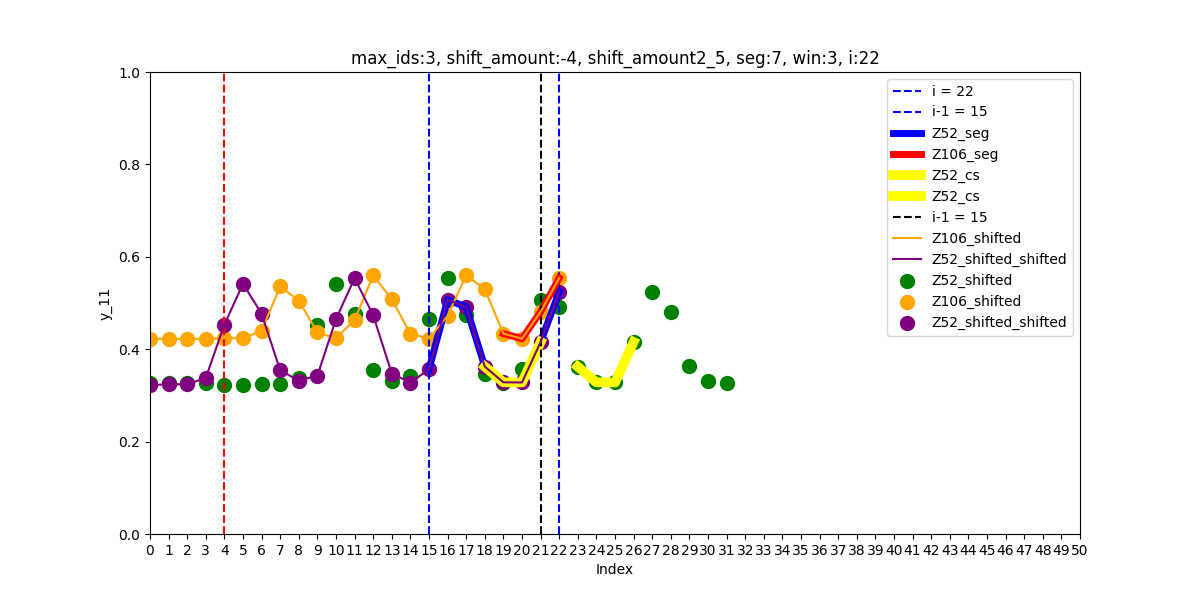 max_ids:3, shift_amount:-4, shift_amount2_5, seg:7, win:3, i:22
1.0
0.8
0.6
0.4
0.2
0.0
y_11
i = 22
i-1 = 15
Z52_seg
Z106_seg
Z52_cs
Z52_cs
i-1 = 15
Z106_shifted
Z52_shifted_shifted
Z52_shifted
Z106_shifted
Z52_shifted_shifted
0 1 2 3 4 5 6 7 8 9 10 11 12 13 14 15 16 17 18 19 20 21 22 23 24 25 26 27 28 29 30 31 32 33 34 35 36 37 38 39 40 41 42 43 44 45 46 47 48 49 50
Index